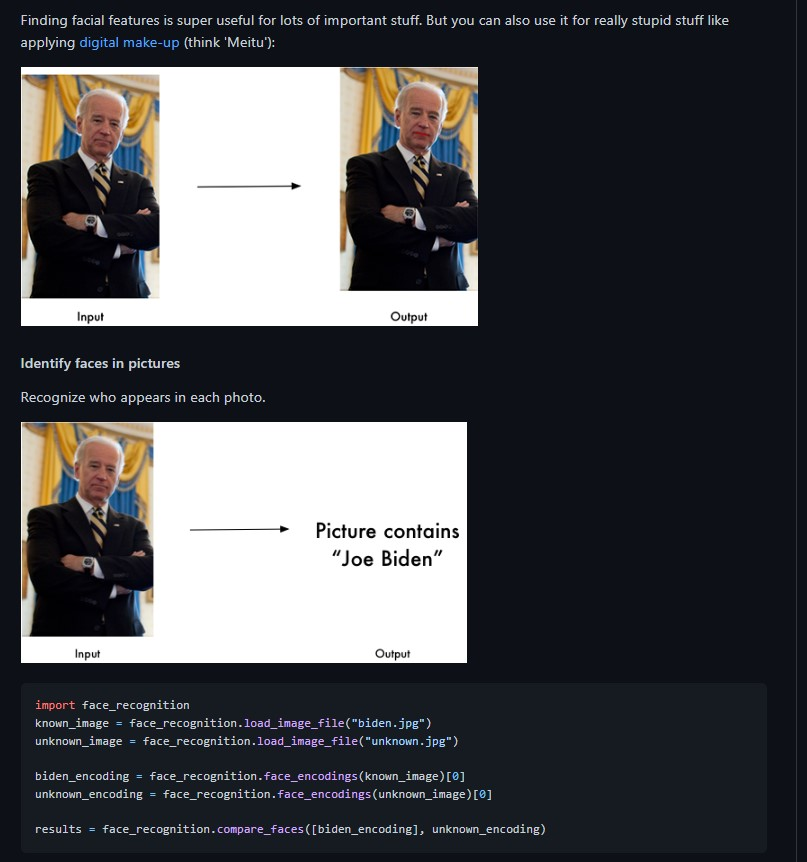 Finding facial features is super useful for lots of important stuff. But you can also use it for really stupid stuff like
applying digital make-up (think 'Meitu'):
Input
Output
Identify faces in pictures
Recognize who appears in each photo.
Picture contains
“Joe Biden”
Input
Output
import face_recognition
known_image = face_recognition.load_image_file("biden.jpg")
unknown_image = face_recognition.load_image_file("unknown.jpg")
biden_encoding = face_recognition.face_encodings(known_image)[0]
unknown_encoding = face_recognition.face_encodings(unknown_image)[0]
results = face_recognition.compare_faces([biden_encoding], unknown_encoding)